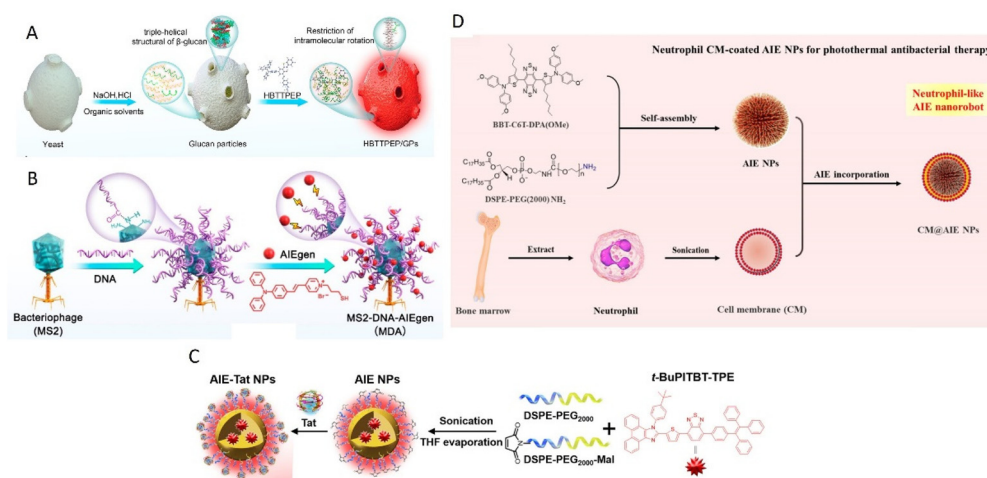 A
triple-helical
structural of β-glucan
Restriction of
intramolecular rotation
NaOH,HCl
Organic solvents
HBTTPEP
Yeast
Glucan particles
HBTTPEP/GPs
B
DNA
AIEgen
Bacteriophage
(MS2)
MS2-DNA-AIEgen
(MDA)
C
AIE-Tat NPs
AIE NPs
Tat
Sonication
THF evaporation
DSPE-PEG2000
DSPE-PEG2000-Mal
+
t-BuPITBT-TPE
D
Neutrophil CM-coated AIE NPs for photothermal antibacterial therapy
BBT-C6T-DPA(OMe)
DSPE-PEG(2000) NH2
Self-assembly
AIE NPs
Neutrophil-like
AIE nanorobot
AIE incorporation
CM@AIE NPs
Extract
Sonication
Bone marrow
Neutrophil
Cell membrane (CM)